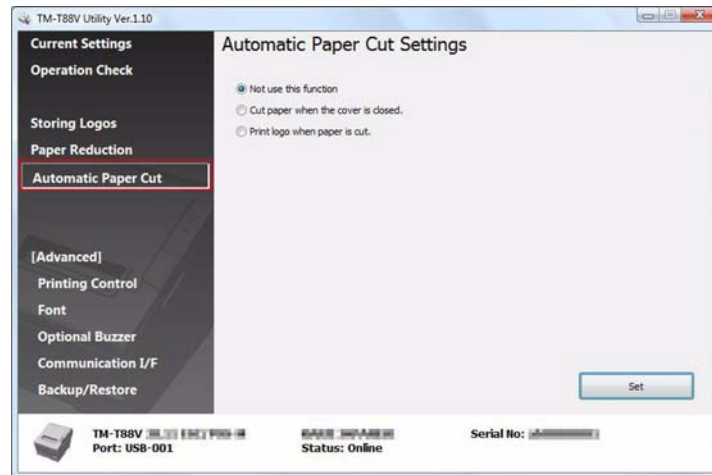 TM-T88V Utility Ver.1.10
Current Settings
Operation Check
Storing Logos
Paper Reduction
Automatic Paper Cut
[Advanced]
Printing Control
Font
Optional Buzzer
Communication I/F
Backup/Restore
Automatic Paper Cut Settings
Not use this function
Cut paper when the cover is closed.
Print logo when paper is cut.
Set
TM-T88V
Port: USB-001
Status: Online
Serial No: